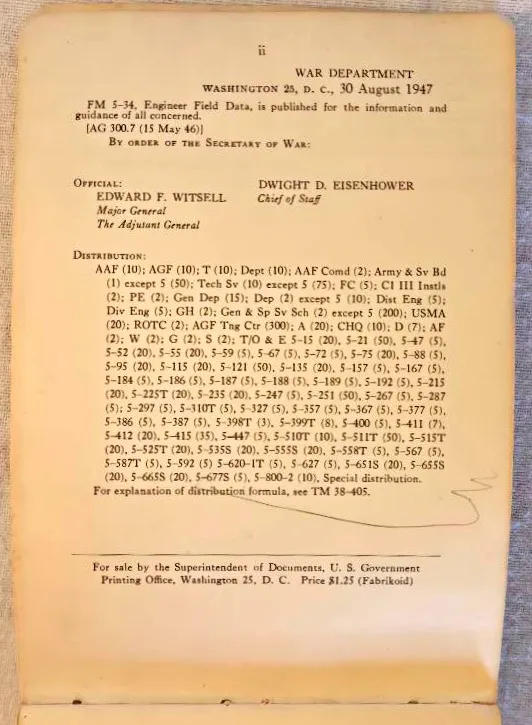 ii
WAR DEPARTMENT
WASHINGTON 25, D. C., 30 August 1947
FM 5–34, Engineer Field Data, is published for the information and
guidance of all concerned.
[AG 300.7 (15 May 46)]
BY ORDER OF THE SECRETARY OF WAR:
OFFICIAL:
EDWARD F. WITSELL
Major General
The Adjutant General
DWIGHT D. EISENHOWER
Chief of Staff
DISTRIBUTION:
AAF (10); AGF (10); T (10); Dept (10); AAF Comd (2); Army & Sv Bd
(1) except 5 (50); Tech Sv (10) except 5 (75); FC (5); CI III Instls
(2); PE (2); Gen Dep (15); Dep (2) except 5 (10); Dist Eng (5);
Div Eng (5); GH (2); Gen & Sp Sv Sch (2) except 5 (200); USMA
(20); ROTC (2); AGF Tng Ctr (300); A (20); CHQ (10); D (7); AF
(2); W (2); G (2); S (2); T/O & E 5–15 (20), 5–21 (50), 5–47 (5),
5–52 (20), 5–55 (20), 5–59 (5), 5–67 (5), 5–72 (5), 5–75 (20), 5–88 (5),
5–95 (20), 5–115 (20), 5–121 (50), 5–135 (20), 5–157 (5), 5–167 (5),
5–184 (5), 5–186 (5), 5–187 (5), 5–188 (5), 5–189 (5), 5–192 (5), 5–215
(20), 5–225T (20), 5–235 (20), 5–247 (5), 5–251 (50), 5–267 (5), 5–287
(5); 5–297 (5), 5–310T (5), 5–327 (5), 5–357 (5), 5–367 (5), 5–377 (5),
5–386 (5), 5–387 (5), 5–398T (3), 5–399T (8), 5–400 (5), 5–411 (7),
5–412 (20), 5–415 (35), 5–447 (5), 5–510T (10), 5–511T (50), 5–515T
(20), 5–525T (20), 5–535S (20), 5–555S (20), 5–558T (5), 5–567 (5),
5–587T (5), 5–592 (5) 5–620–1T (5), 5–627 (5), 5–651S (20), 5–655S
(20), 5–665S (20), 5–677S (5), 5–800–2 (10), Special distribution.
For explanation of distribution formula, see TM 38–405.
For sale by the Superintendent of Documents, U. S. Government
Printing Office, Washington 25, D. C. Price $1.25 (Fabrikoid)